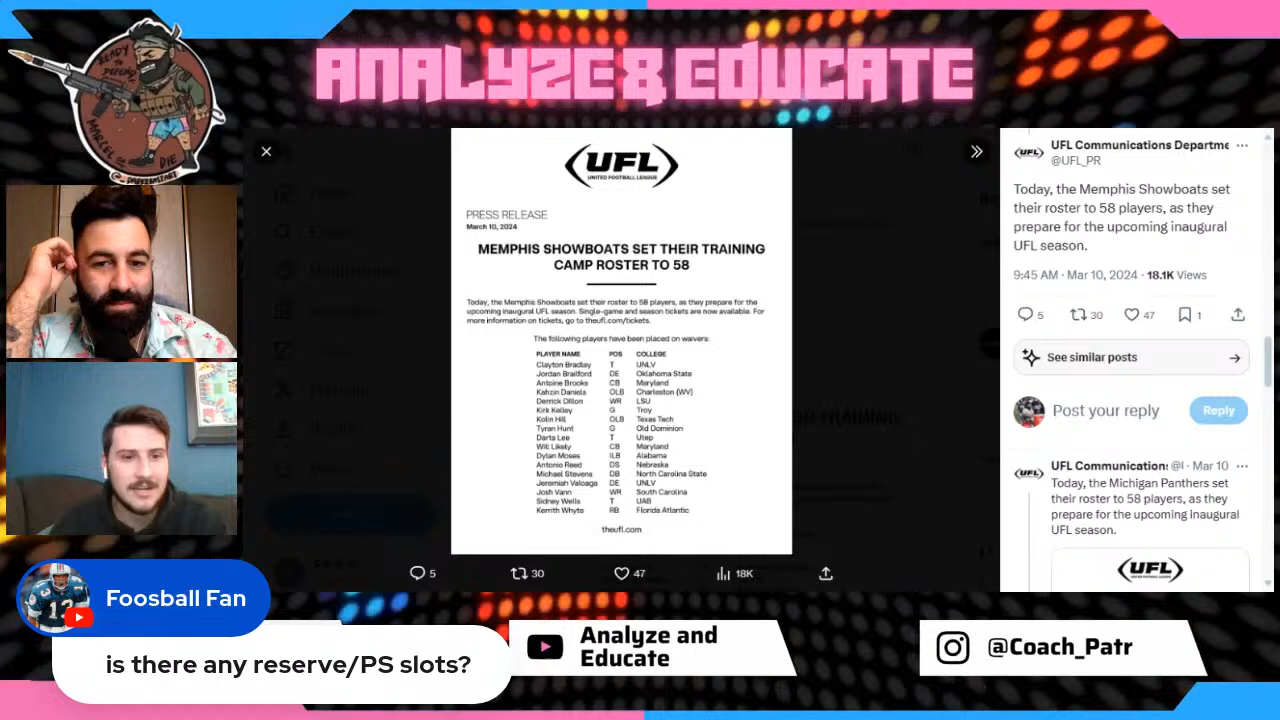 ANALYZE & EDUCATE
READY
TO
DEFEND
MARCEL
OR
DIE
UFL
UNITED FOOTBALL LEAGUE
PRESS RELEASE
March 10, 2024
MEMPHIS SHOWBOATS SET THEIR TRAINING
CAMP ROSTER TO 58
Today, the Memphis Showboats set their roster to 58 players, as they prepare for the
upcoming inaugural UFL season. Single-game and season tickets are now available. For
more information on tickets, go to theufl.com/tickets.
The following players have been placed on waivers:
PLAYER NAME POS COLLEGE
Clayton Bradley T UNLV
Jordan Brailford DE Oklahoma State
Antoine Brooks CB Maryland
Kahzin Daniels OLB Charleston (WV)
Derrick Dillon WR LSU
Kirk Kelley G Troy
Kolin Hill OLB Texas Tech
Tyran Hunt G Old Dominion
Darta Lee T Utep
Will Likely CB Maryland
Dylan Moses ILB Alabama
Antonio Reed DS Nebraska
Michael Stevens DB North Carolina State
Jeremiah Valoaga DE UNLV
Josh Vann WR South Carolina
Sidney Wells T UAB
Kerrith Whyte RB Florida Atlantic
theufl.com
5 30 47 18K
UFL
UFL Communications Departme ...
@UFL_PR
Today, the Memphis Showboats set
their roster to 58 players, as they
prepare for the upcoming inaugural
UFL season.
9:45 AM · Mar 10, 2024 · 18.1K Views
5 30 47 1
See similar posts
Post your reply Reply
UFL
UFL Communications: @l · Mar 10 ...
Today, the Michigan Panthers set
their roster to 58 players, as they
prepare for the upcoming inaugural
UFL season.
UFL
Foosball Fan
is there any reserve/PS slots?
Analyze and
Educate
@Coach_Patr